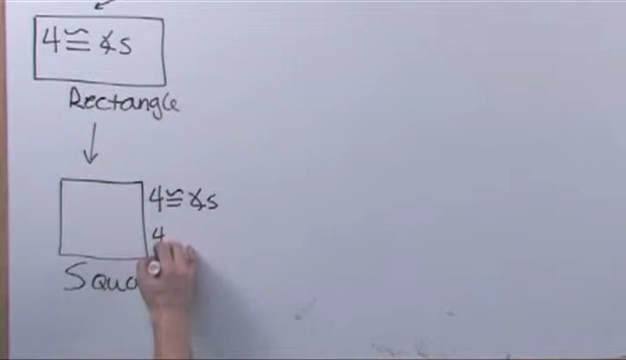 4 ≅ ∡s
Rectangle
4 ≅ ∡s
4